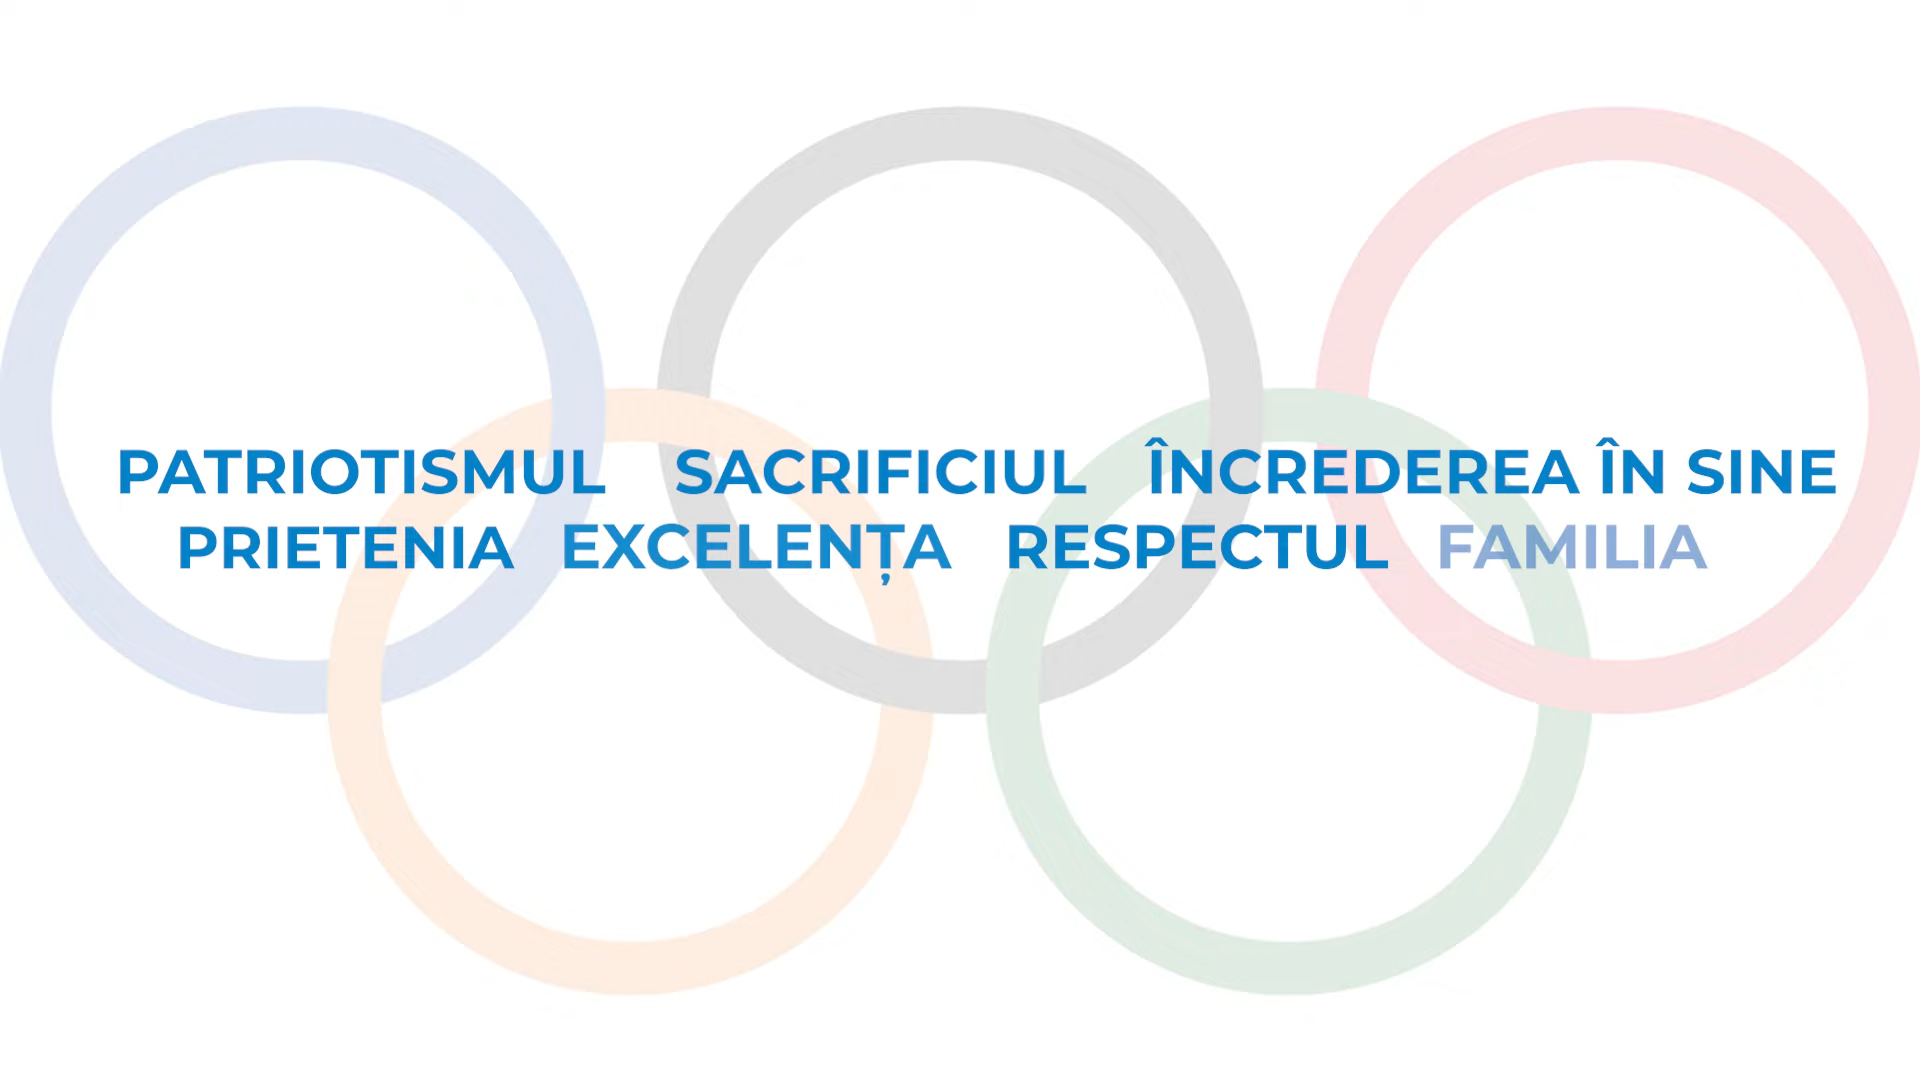 PATRIOTISMUL SACRIFICIUL ÎNCREDEREA ÎN SINE
PRIETENIA EXCELENȚA RESPECTUL FAMILIA